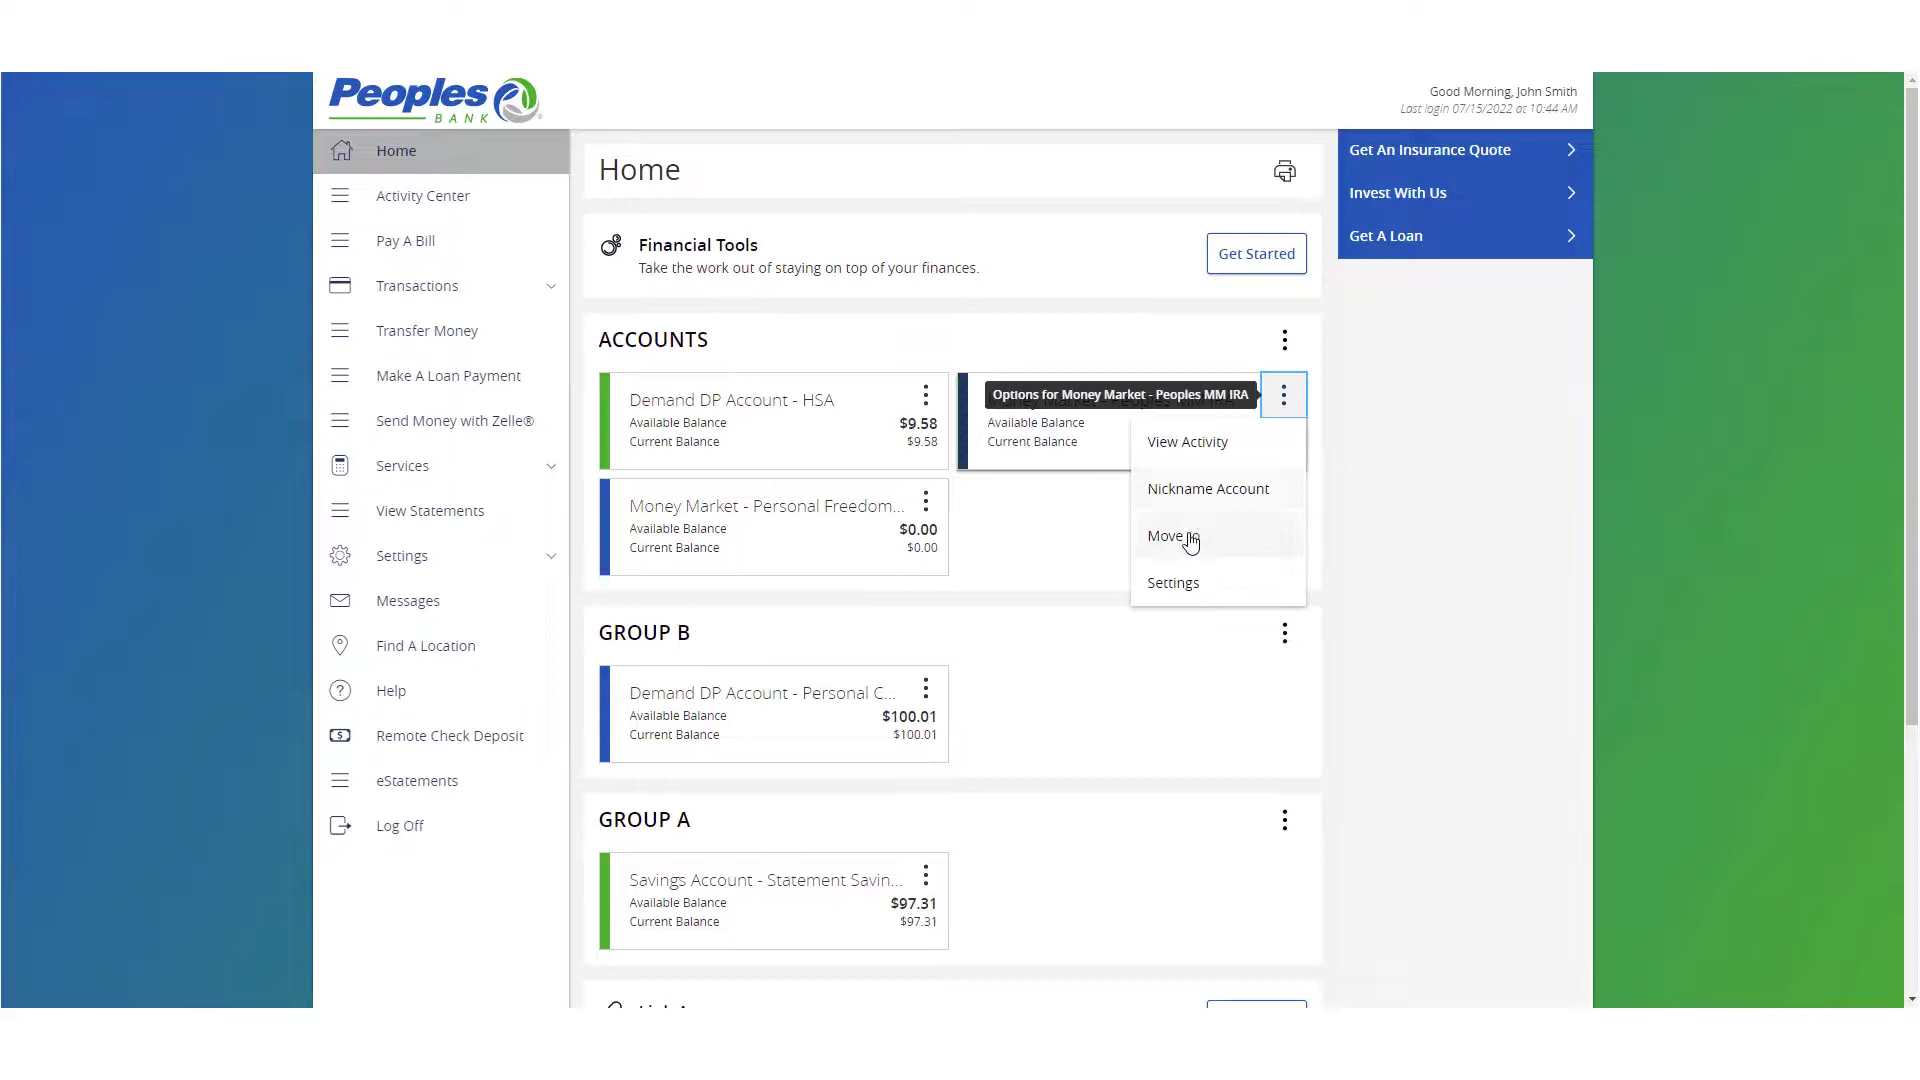 Peoples
BANK
Good Morning, John Smith
Last login 07/15/2022 at 10:44 AM
Home
Activity Center
Pay A Bill
Transactions
Transfer Money
Make A Loan Payment
Send Money with Zelle®
Services
View Statements
Settings
Messages
Find A Location
Help
Remote Check Deposit
eStatements
Log Off
Home
Financial Tools
Take the work out of staying on top of your finances.
Get Started
ACCOUNTS
Demand DP Account - HSA
Available Balance $9.58
Current Balance $9.58
Options for Money Market - Peoples MM IRA
Available Balance
Current Balance
View Activity
Nickname Account
Move
Settings
Money Market - Personal Freedom...
Available Balance $0.00
Current Balance $0.00
GROUP B
Demand DP Account - Personal C...
Available Balance $100.01
Current Balance $100.01
GROUP A
Savings Account - Statement Savin...
Available Balance $97.31
Current Balance $97.31
Get An Insurance Quote
Invest With Us
Get A Loan